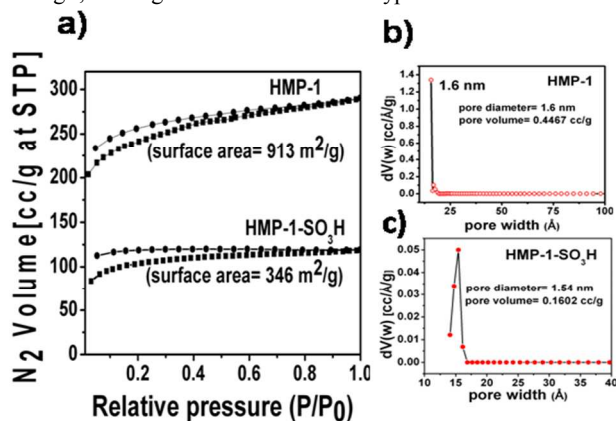 a)
N2 Volume[cc/g at STP]
300
250
200
150
100
50
0
HMP-1
(surface area= 913 m²/g)
HMP-1-SO3H
(surface area= 346 m²/g)
0.2 0.4 0.6 0.8 1.0
Relative pressure (P/P0)
b)
dV(w) [cc/Å/g]
1.4
1.2
1.0
0.8
0.6
0.4
0.2
0.0
1.6 nm
HMP-1
pore diameter= 1.6 nm
pore volume= 0.4467 cc/g
25 50 75 100
pore width (Å)
c)
dV(w) [cc/Å/g]
0.05
0.04
0.03
0.02
0.01
0.00
HMP-1-SO3H
pore diameter= 1.54 nm
pore volume= 0.1602 cc/g
10 15 20 25 30 35 40
pore width (Å)